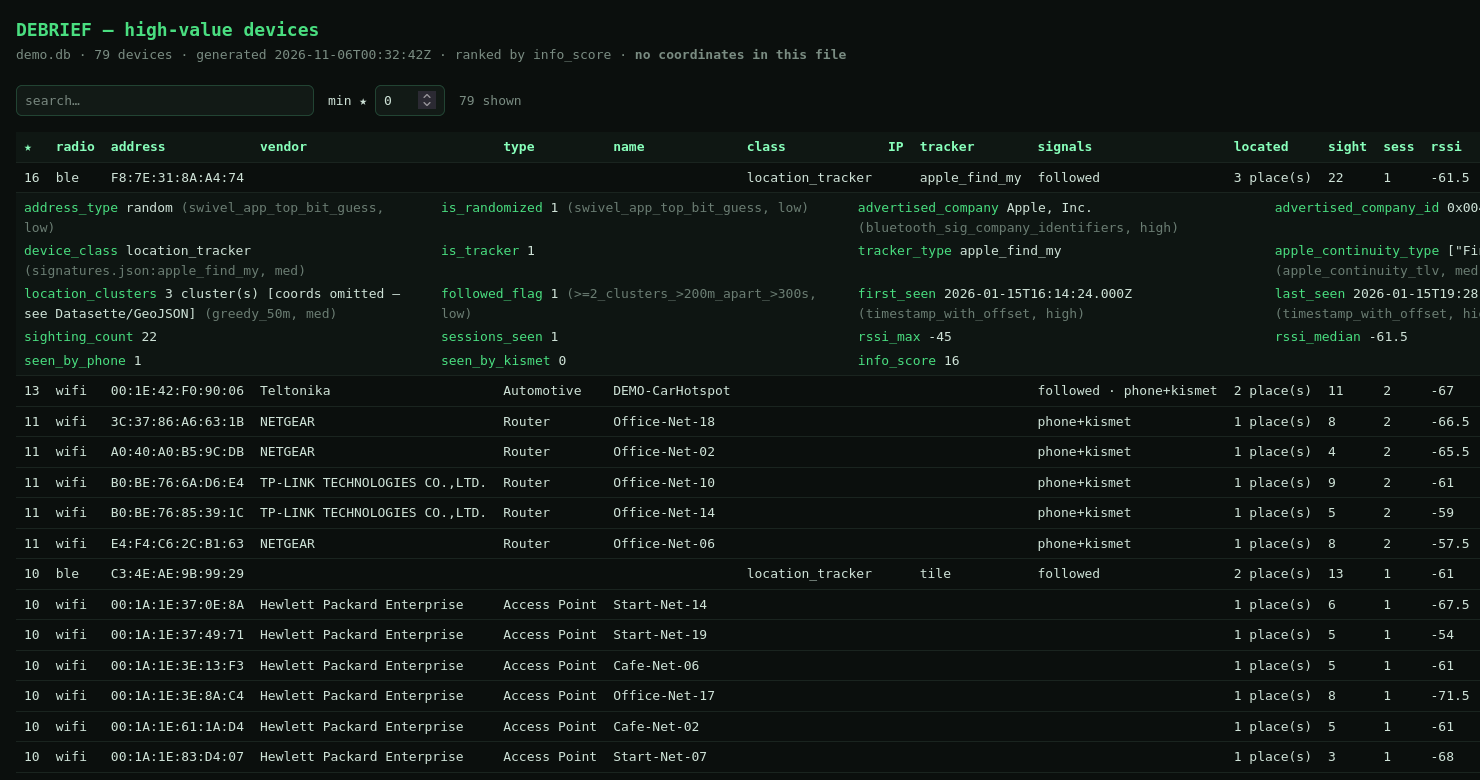 DEBRIEF — high-value devices
demo.db · 79 devices · generated 2026-11-06T00:32:42Z · ranked by info_score · no coordinates in this file
search… min ★ 0 79 shown
★ radio address vendor type name class IP tracker signals located sight sess rssi
16 ble F8:7E:31:8A:A4:74 location_tracker apple_find_my followed 3 place(s) 22 1 -61.5
address_type random (swivel_app_top_bit_guess, low) is_randomized 1 (swivel_app_top_bit_guess, low) advertised_company Apple, Inc. (bluetooth_sig_company_identifiers, high) advertised_company_id 0x004
device_class location_tracker (signatures.json:apple_find_my, med) is_tracker 1 tracker_type apple_find_my apple_continuity_type ["Fi (apple_continuity_tlv, med
location_clusters 3 cluster(s) [coords omitted — see Datasette/GeoJSON] (greedy_50m, med) followed_flag 1 (>=2_clusters_>200m_apart_>300s, low) first_seen 2026-01-15T16:14:24.000Z (timestamp_with_offset, high) last_seen 2026-01-15T19:28 (timestamp_with_offset, hi
sighting_count 22 sessions_seen 1 rssi_max -45 rssi_median -61.5
seen_by_phone 1 seen_by_kismet 0 info_score 16
13 wifi 00:1E:42:F0:90:06 Teltonika Automotive DEMO-CarHotspot followed · phone+kismet 2 place(s) 11 2 -67
11 wifi 3C:37:86:A6:63:1B NETGEAR Router Office-Net-18 phone+kismet 1 place(s) 8 2 -66.5
11 wifi A0:40:A0:B5:9C:DB NETGEAR Router Office-Net-02 phone+kismet 1 place(s) 4 2 -65.5
11 wifi B0:BE:76:6A:D6:E4 TP-LINK TECHNOLOGIES CO.,LTD. Router Office-Net-10 phone+kismet 1 place(s) 9 2 -61
11 wifi B0:BE:76:85:39:1C TP-LINK TECHNOLOGIES CO.,LTD. Router Office-Net-14 phone+kismet 1 place(s) 5 2 -59
11 wifi E4:F4:C6:2C:B1:63 NETGEAR Router Office-Net-06 phone+kismet 1 place(s) 8 2 -57.5
10 ble C3:4E:AE:9B:99:29 location_tracker tile followed 2 place(s) 13 1 -61
10 wifi 00:1A:1E:37:0E:8A Hewlett Packard Enterprise Access Point Start-Net-14 1 place(s) 6 1 -67.5
10 wifi 00:1A:1E:37:49:71 Hewlett Packard Enterprise Access Point Start-Net-19 1 place(s) 5 1 -54
10 wifi 00:1A:1E:3E:13:F3 Hewlett Packard Enterprise Access Point Cafe-Net-06 1 place(s) 5 1 -61
10 wifi 00:1A:1E:3E:8A:C4 Hewlett Packard Enterprise Access Point Office-Net-17 1 place(s) 8 1 -71.5
10 wifi 00:1A:1E:61:1A:D4 Hewlett Packard Enterprise Access Point Cafe-Net-02 1 place(s) 5 1 -61
10 wifi 00:1A:1E:83:D4:07 Hewlett Packard Enterprise Access Point Start-Net-07 1 place(s) 3 1 -68